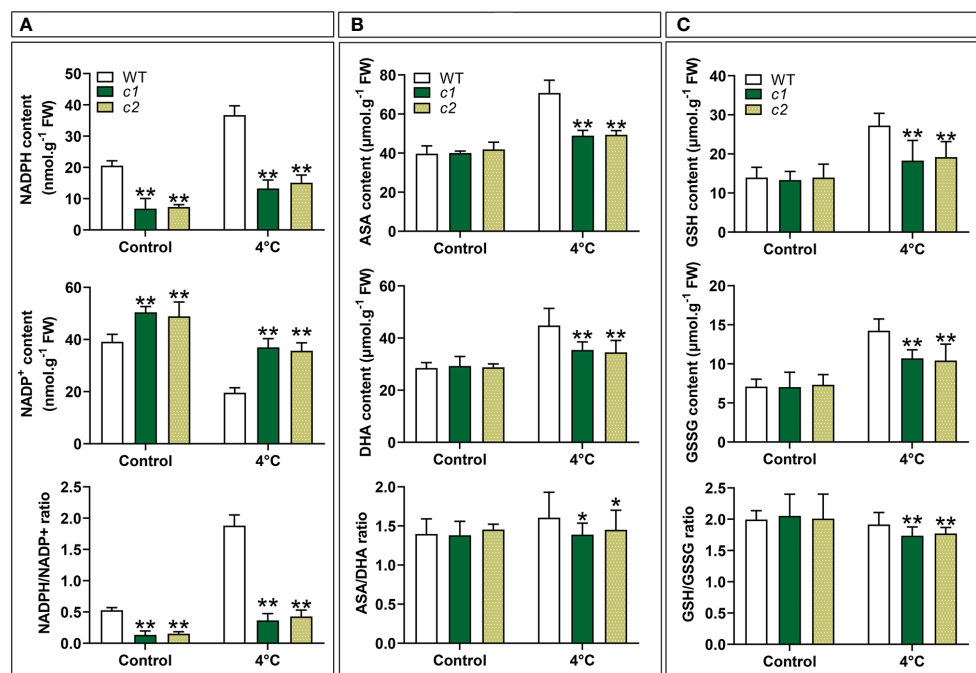 A
NADPH content
(nmol.g⁻¹ FW)
50
40
30
20
10
0
WT
c1
c2
** **
** **
Control 4°C
NADP⁺ content
(nmol.g⁻¹ FW)
60
40
20
0
** **
** **
Control 4°C
NADPH/NADP+ ratio
2.5
2.0
1.5
1.0
0.5
0.0
** **
** **
Control 4°C
B
ASA content (μmol.g⁻¹ FW)
80
60
40
20
0
WT
c1
c2
** **
Control 4°C
DHA content (μmol.g⁻¹ FW)
60
40
20
0
** **
Control 4°C
ASA/DHA ratio
2.0
1.5
1.0
0.5
0.0
* *
Control 4°C
C
GSH content (μmol.g⁻¹ FW)
40
30
20
10
0
WT
c1
c2
** **
Control 4°C
GSSG content (μmol.g⁻¹ FW)
20
15
10
5
0
** **
Control 4°C
GSH/GSSG ratio
2.5
2.0
1.5
1.0
0.5
0.0
** **
Control 4°C